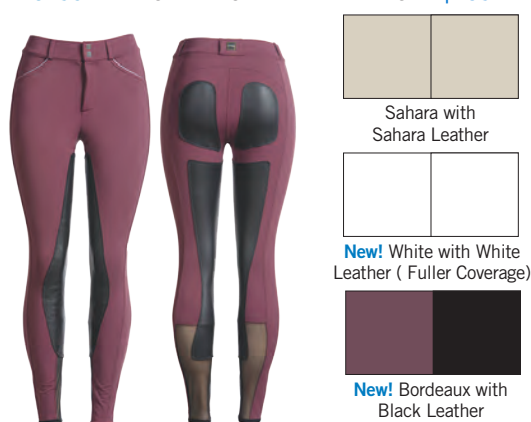 Sahara with
Sahara Leather
New! White with White
Leather ( Fuller Coverage)
New! Bordeaux with
Black Leather